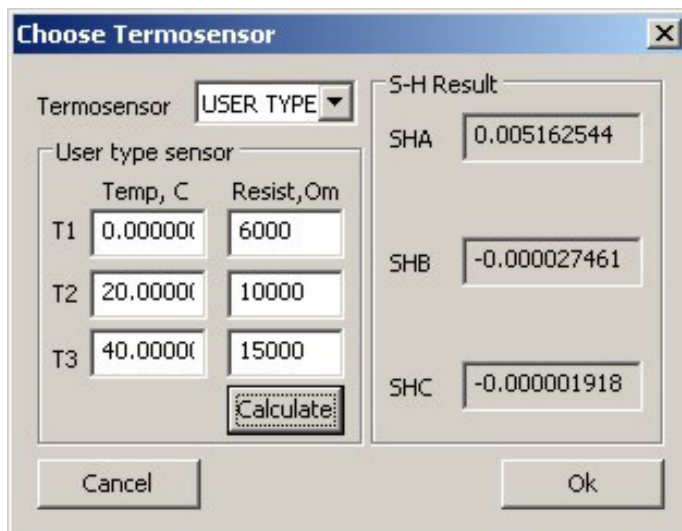 Choose Termosensor
Termosensor USER TYPE
User type sensor
Temp, C Resist,Om
T1 0.000000 6000
T2 20.00000 10000
T3 40.00000 15000
Calculate
S-H Result
SHA 0.005162544
SHB -0.000027461
SHC -0.000001918
Cancel Ok